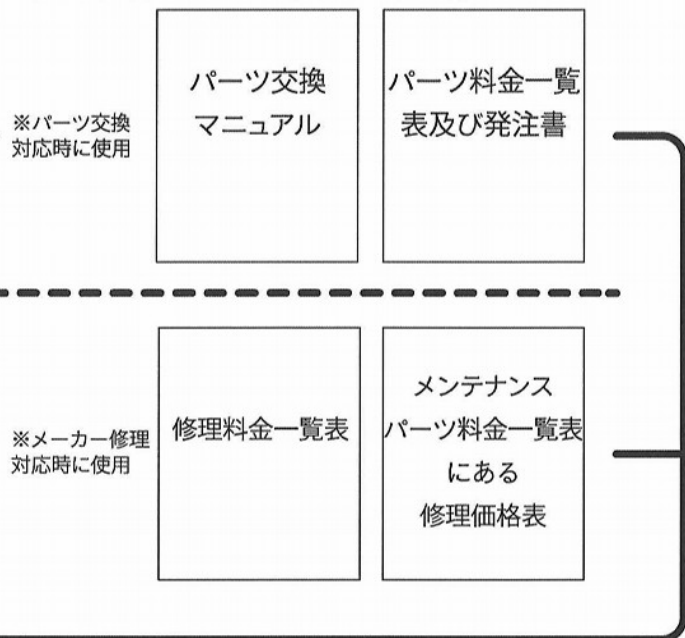 ※パーツ交換
対応時に使用
パーツ交換
マニュアル
パーツ料金一覧
表及び発注書
※メーカー修理
対応時に使用
修理料金一覧表
メンテナンス
パーツ料金一覧表
にある
修理価格表